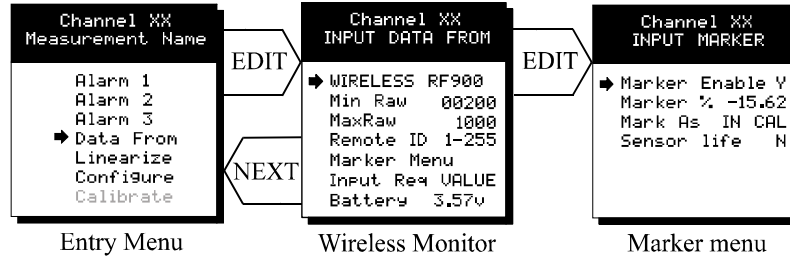 Channel XX
Measurement Name
Alarm 1
Alarm 2
Alarm 3
Data From
Linearize
Configure
Calibrate
Entry Menu
EDIT
NEXT
Channel XX
INPUT DATA FROM
WIRELESS RF900
Min Raw 00200
MaxRaw 1000
Remote ID 1-255
Marker Menu
Input Req VALUE
Battery 3.57v
Wireless Monitor
EDIT
Channel XX
INPUT MARKER
Marker Enable Y
Marker % -15.62
Mark As IN CAL
Sensor life N
Marker menu